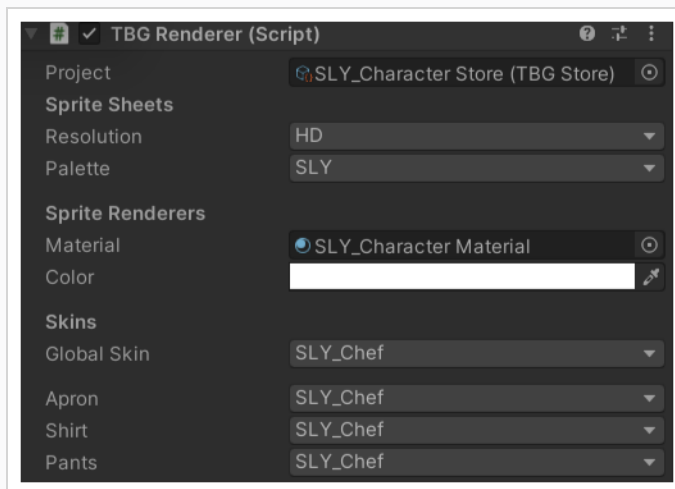 TBG Renderer (Script)
Project SLY_Character Store (TBG Store)
Sprite Sheets
Resolution HD
Palette SLY
Sprite Renderers
Material SLY_Character Material
Color
Skins
Global Skin SLY_Chef
Apron SLY_Chef
Shirt SLY_Chef
Pants SLY_Chef